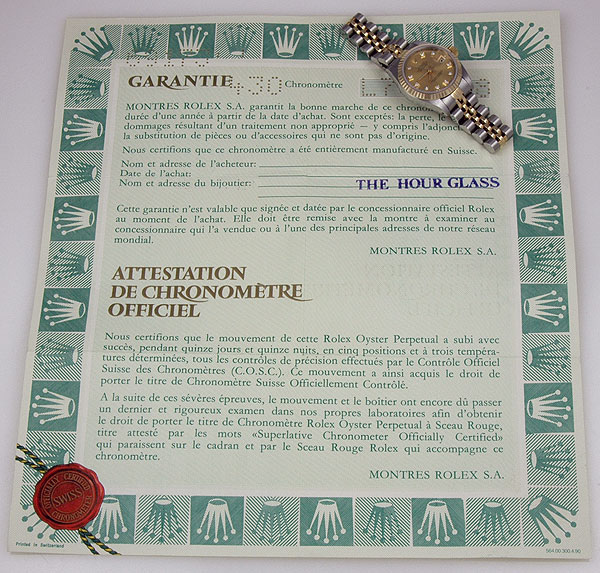 GARANTIE 430 Chronomètre
MONTRES ROLEX S.A. garantit la bonne marche de ce chrono
durée d'une année à partir de la date d'achat. Sont exceptés: la perte, le
dommages résultant d'un traitement non approprié — y compris l'adjonc
la substitution de pièces ou d'accessoires qui ne sont pas d'origine.
Nous certifions que ce chronomètre a été entièrement manufacturé en Suisse.
Nom et adresse de l'acheteur:
Date de l'achat:
Nom et adresse du bijoutier: THE HOUR GLASS
Cette garantie n'est valable que signée et datée par le concessionnaire officiel Rolex
au moment de l'achat. Elle doit être remise avec la montre à examiner au
concessionnaire qui l'a vendue ou à l'une des principales adresses de notre réseau
mondial.
MONTRES ROLEX S.A.
ATTESTATION
DE CHRONOMÈTRE
OFFICIEL
Nous certifions que le mouvement de cette Rolex Oyster Perpetual a subi avec
succès, pendant quinze jours et quinze nuits, en cinq positions et à trois tempéra-
tures déterminées, tous les contrôles de précision effectués par le Contrôle Officiel
Suisse des Chronomètres (C.O.S.C.). Ce mouvement a ainsi acquis le droit de
porter le titre de Chronomètre Suisse Officiellement Contrôlé.
A la suite de ces sévères épreuves, le mouvement et le boîtier ont encore dû passer
un dernier et rigoureux examen dans nos propres laboratoires afin d'obtenir
le droit de porter le titre de Chronomètre Rolex Oyster Perpetual à Sceau Rouge,
titre attesté par les mots «Superlative Chronometer Officially Certified»
qui paraissent sur le cadran et par le Sceau Rouge Rolex qui accompagne ce
chronomètre.
MONTRES ROLEX S.A.
OFFICIALLY CERTIFIED
SWISS
CHRONOMETER
Printed in Switzerland
564.00.300.4.90